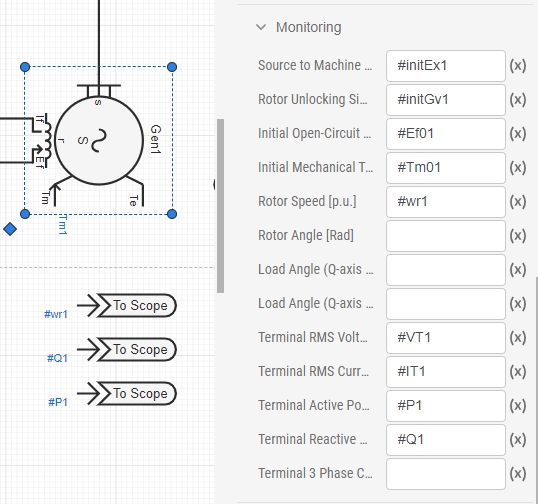 Monitoring
Source to Machine ... #initEx1 (x)
Rotor Unlocking Si... #initGv1 (x)
Initial Open-Circuit ... #Ef01 (x)
Initial Mechanical T... #Tm01 (x)
Rotor Speed [p.u.] #wr1 (x)
Rotor Angle [Rad] (x)
Load Angle (Q-axis ... (x)
Load Angle (Q-axis ... (x)
Terminal RMS Volt... #VT1 (x)
Terminal RMS Curr... #IT1 (x)
Terminal Active Po... #P1 (x)
Terminal Reactive ... #Q1 (x)
Terminal 3 Phase C... (x)
s
If
r
S
Gen1
Ef
Tm
Te
Tm1
#wr1 To Scope
#Q1 To Scope
#P1 To Scope